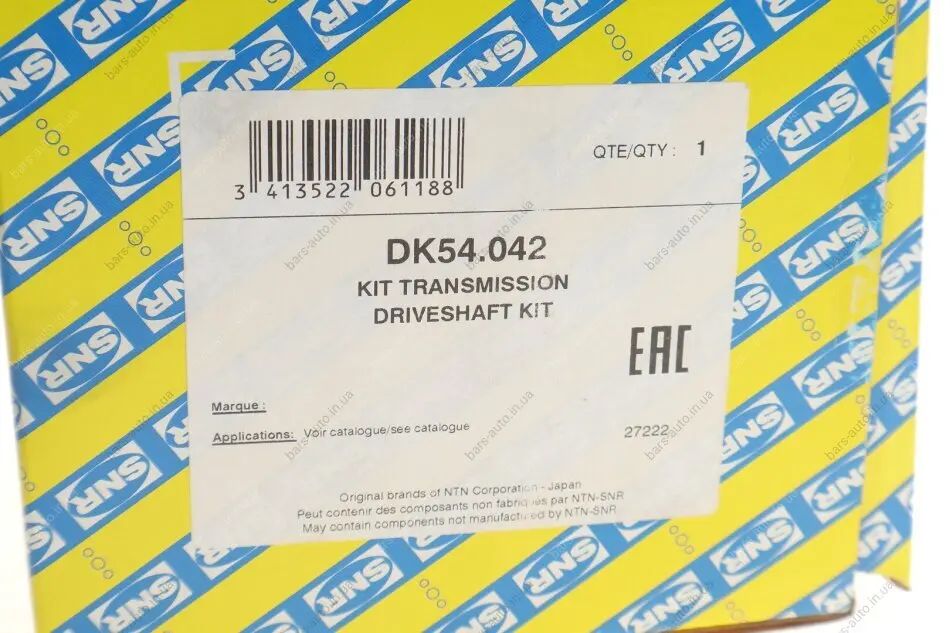 QTE/QTY : 1
3 413522 061188
DK54.042
KIT TRANSMISSION
DRIVESHAFT KIT
EAC
Marque :
Applications: Voir catalogue/see catalogue
27222
Original brands of NTN Corporation - Japan
Peut contenir des composants non fabriqués par NTN-SNR
May contain components not manufactured by NTN-SNR
SNR
bars-auto.in.ua